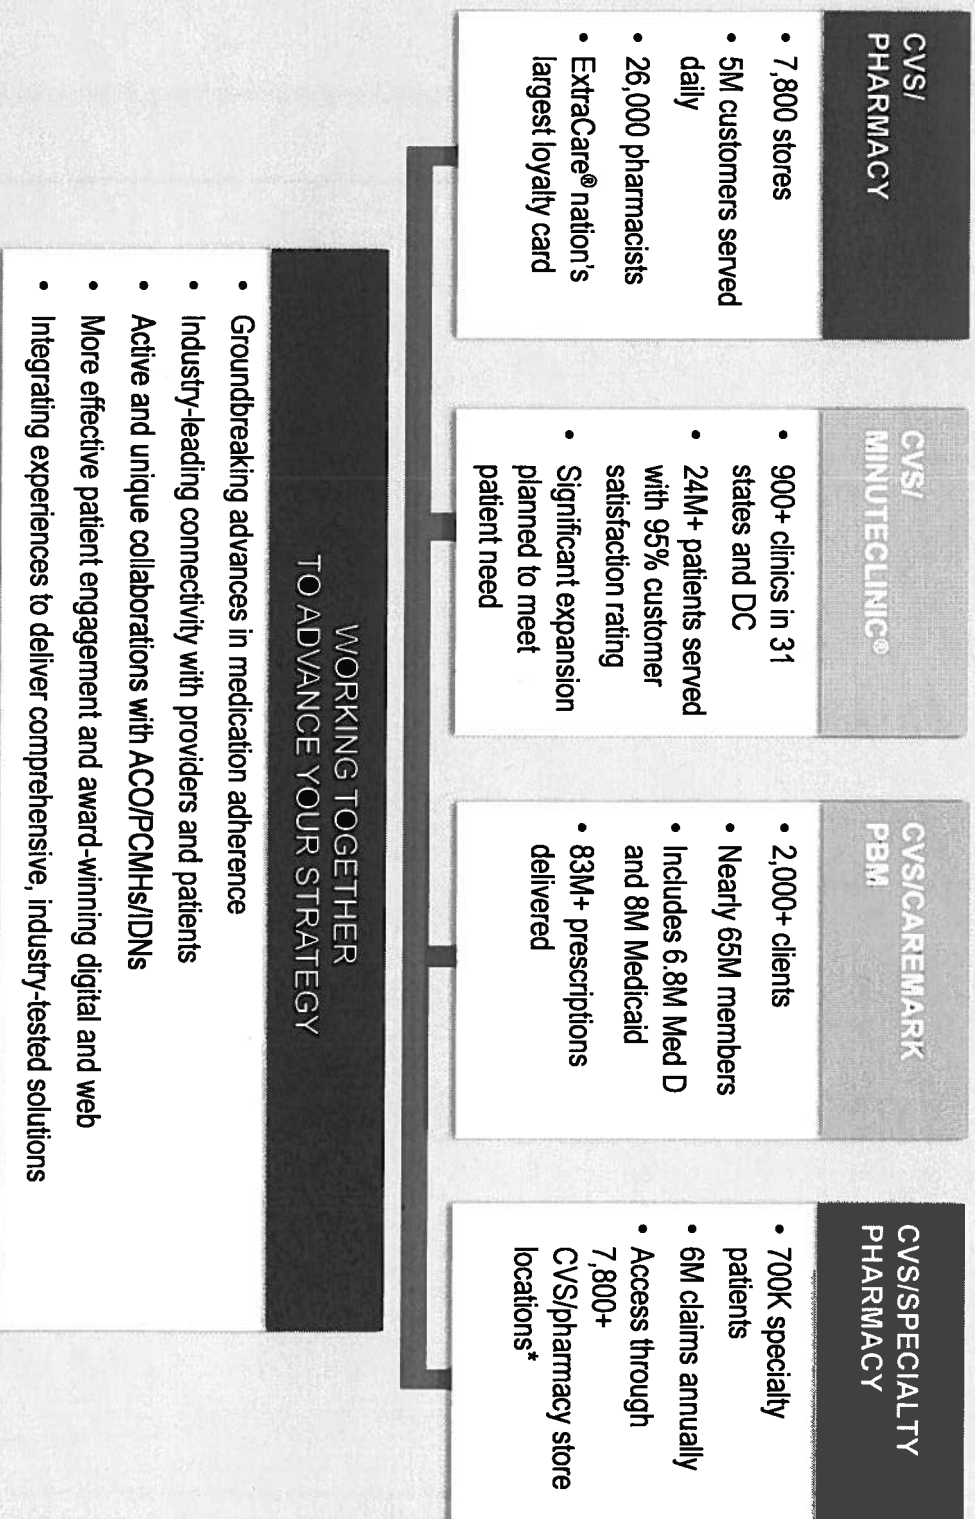 CVS/
PHARMACY
• 7,800 stores
• 5M customers served
daily
• 26,000 pharmacists
• ExtraCare® nation's
largest loyalty card
CVS/
MINUTECLINIC®
• 900+ clinics in 31
states and DC
• 24M+ patients served
with 95% customer
satisfaction rating
• Significant expansion
planned to meet
patient need
CVS/CAREMARK
PBM
• 2,000+ clients
• Nearly 65M members
• Includes 6.8M Med D
and 8M Medicaid
• 83M+ prescriptions
delivered
CVS/SPECIALTY
PHARMACY
• 700K specialty
patients
• 6M claims annually
• Access through
7,800+
CVS/pharmacy store
locations*
WORKING TOGETHER
TO ADVANCE YOUR STRATEGY
• Groundbreaking advances in medication adherence
• Industry-leading connectivity with providers and patients
• Active and unique collaborations with ACO/PCMHs/IDNs
• More effective patient engagement and award-winning digital and web
• Integrating experiences to deliver comprehensive, industry-tested solutions